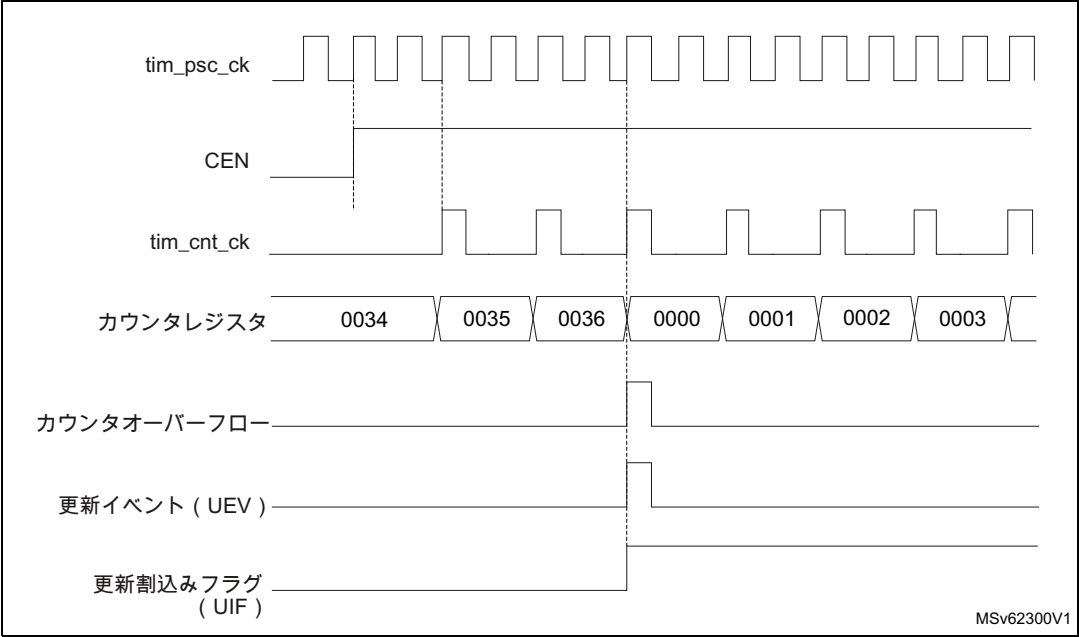 tim_psc_ck
CEN
tim_cnt_ck
カウンタレジスタ 0034 0035 0036 0000 0001 0002 0003
カウンタオーバーフロー
更新イベント ( UEV )
更新割込みフラグ
( UIF )
MSv62300V1